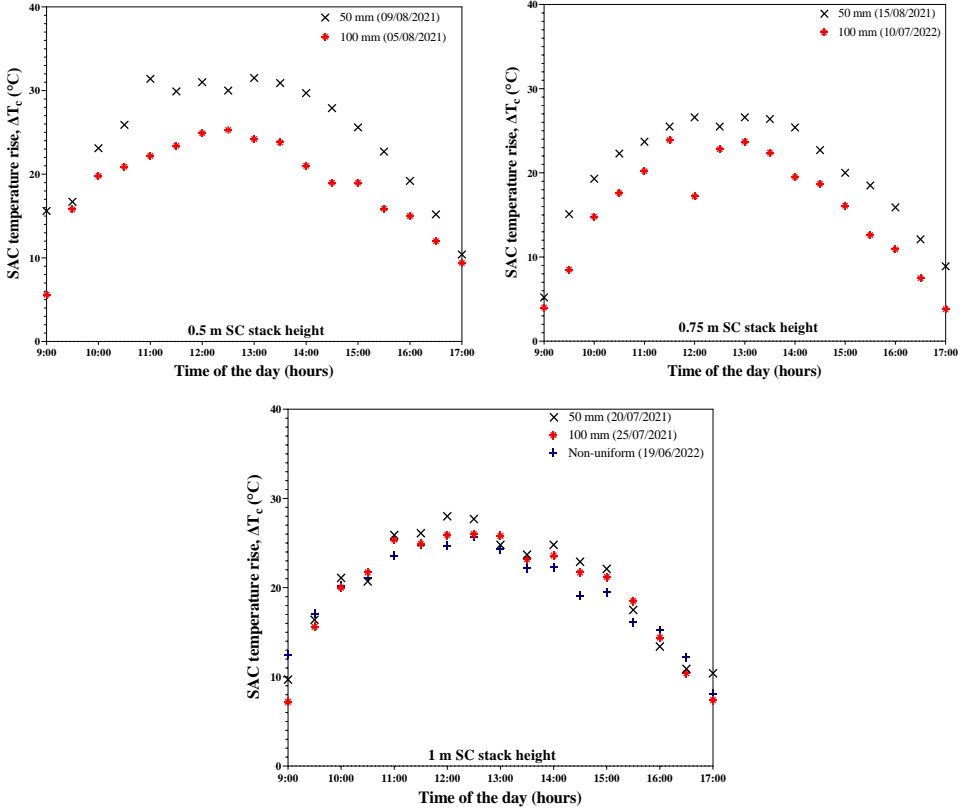 40
50 mm (09/08/2021)
100 mm (05/08/2021)
30
20
10
0
SAC temperature rise, ΔT_c (°C)
0.5 m SC stack height
9:00 10:00 11:00 12:00 13:00 14:00 15:00 16:00 17:00
Time of the day (hours)
40
50 mm (15/08/2021)
100 mm (10/07/2022)
30
20
10
0
SAC temperature rise, ΔT_c (°C)
0.75 m SC stack height
9:00 10:00 11:00 12:00 13:00 14:00 15:00 16:00 17:00
Time of the day (hours)
40
50 mm (20/07/2021)
100 mm (25/07/2021)
Non-uniform (19/06/2022)
30
20
10
0
SAC temperature rise, ΔT_c (°C)
1 m SC stack height
9:00 10:00 11:00 12:00 13:00 14:00 15:00 16:00 17:00
Time of the day (hours)